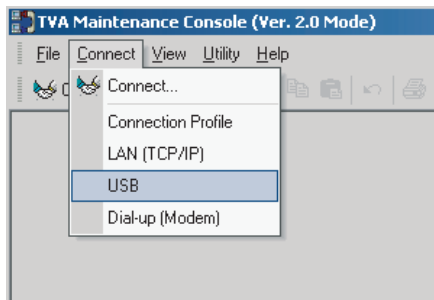 TVA Maintenance Console (Ver. 2.0 Mode)
File Connect View Utility Help
Connect...
Connection Profile
LAN (TCP/IP)
USB
Dial-up (Modem)